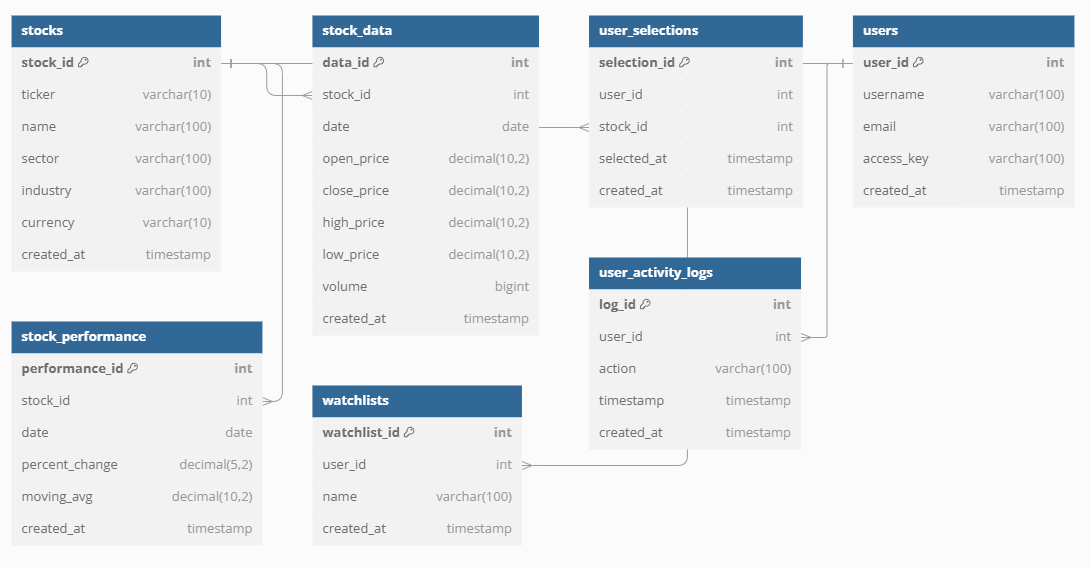 stocks
stock_id int
ticker varchar(10)
name varchar(100)
sector varchar(100)
industry varchar(100)
currency varchar(10)
created_at timestamp
stock_data
data_id int
stock_id int
date date
open_price decimal(10,2)
close_price decimal(10,2)
high_price decimal(10,2)
low_price decimal(10,2)
volume bigint
created_at timestamp
user_selections
selection_id int
user_id int
stock_id int
selected_at timestamp
created_at timestamp
users
user_id int
username varchar(100)
email varchar(100)
access_key varchar(100)
created_at timestamp
stock_performance
performance_id int
stock_id int
date date
percent_change decimal(5,2)
moving_avg decimal(10,2)
created_at timestamp
watchlists
watchlist_id int
user_id int
name varchar(100)
created_at timestamp
user_activity_logs
log_id int
user_id int
action varchar(100)
timestamp timestamp
created_at timestamp